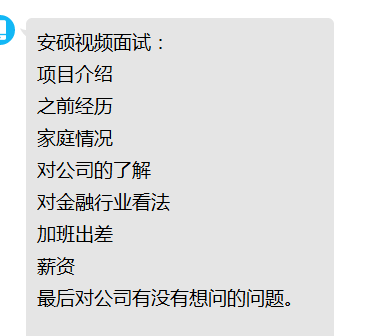 安硕视频面试：
项目介绍
之前经历
家庭情况
对公司的了解
对金融行业看法
加班出差
薪资
最后对公司有没有想问的问题。